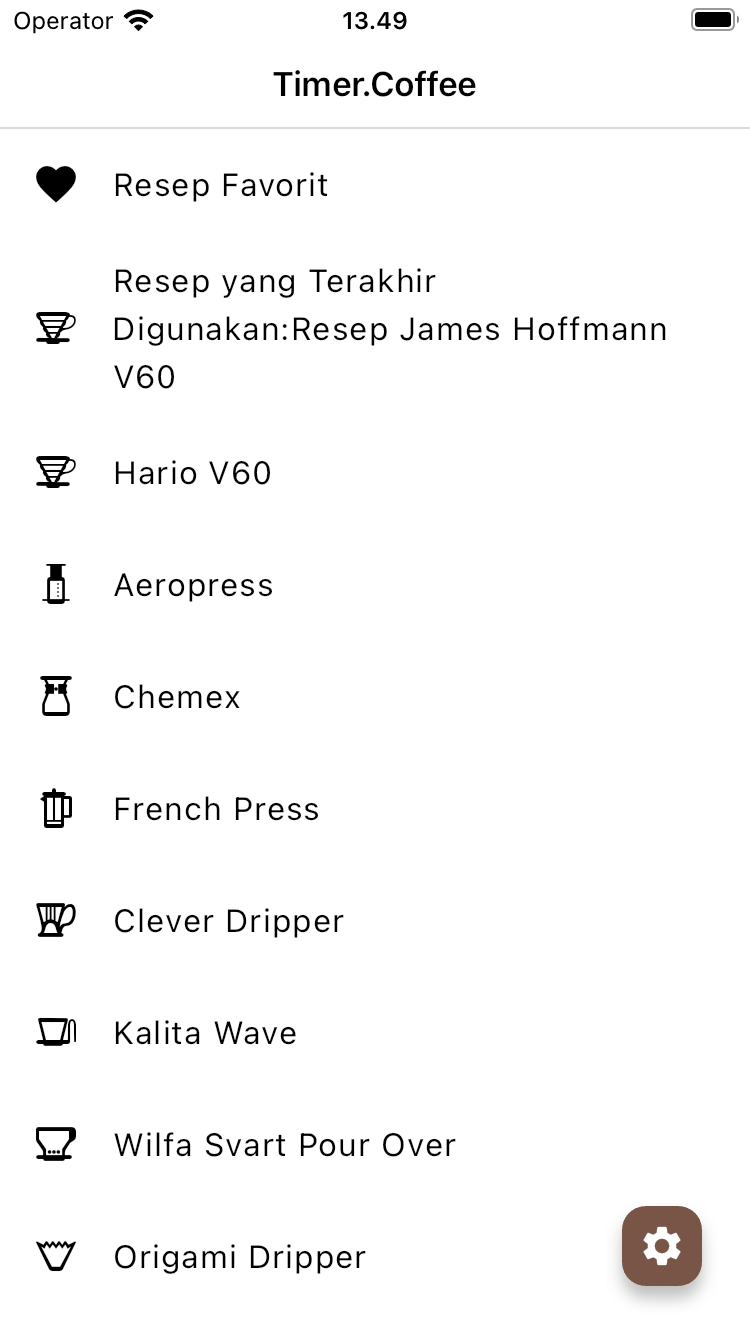 Operator
13.49
Timer.Coffee
Resep Favorit
Resep yang Terakhir
Digunakan:Resep James Hoffmann
V60
Hario V60
Aeropress
Chemex
French Press
Clever Dripper
Kalita Wave
Wilfa Svart Pour Over
Origami Dripper